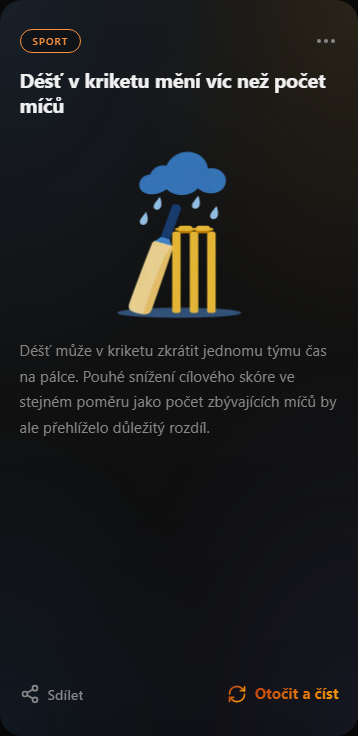 SPORT
Déšť v kriketu mění víc než počet
míčů
Déšť může v kriketu zkrátit jednomu týmu čas
na pálce. Pouhé snížení cílového skóre ve
stejném poměru jako počet zbývajících míčů by
ale přehlíželo důležitý rozdíl.
Sdílet
Otočit a číst